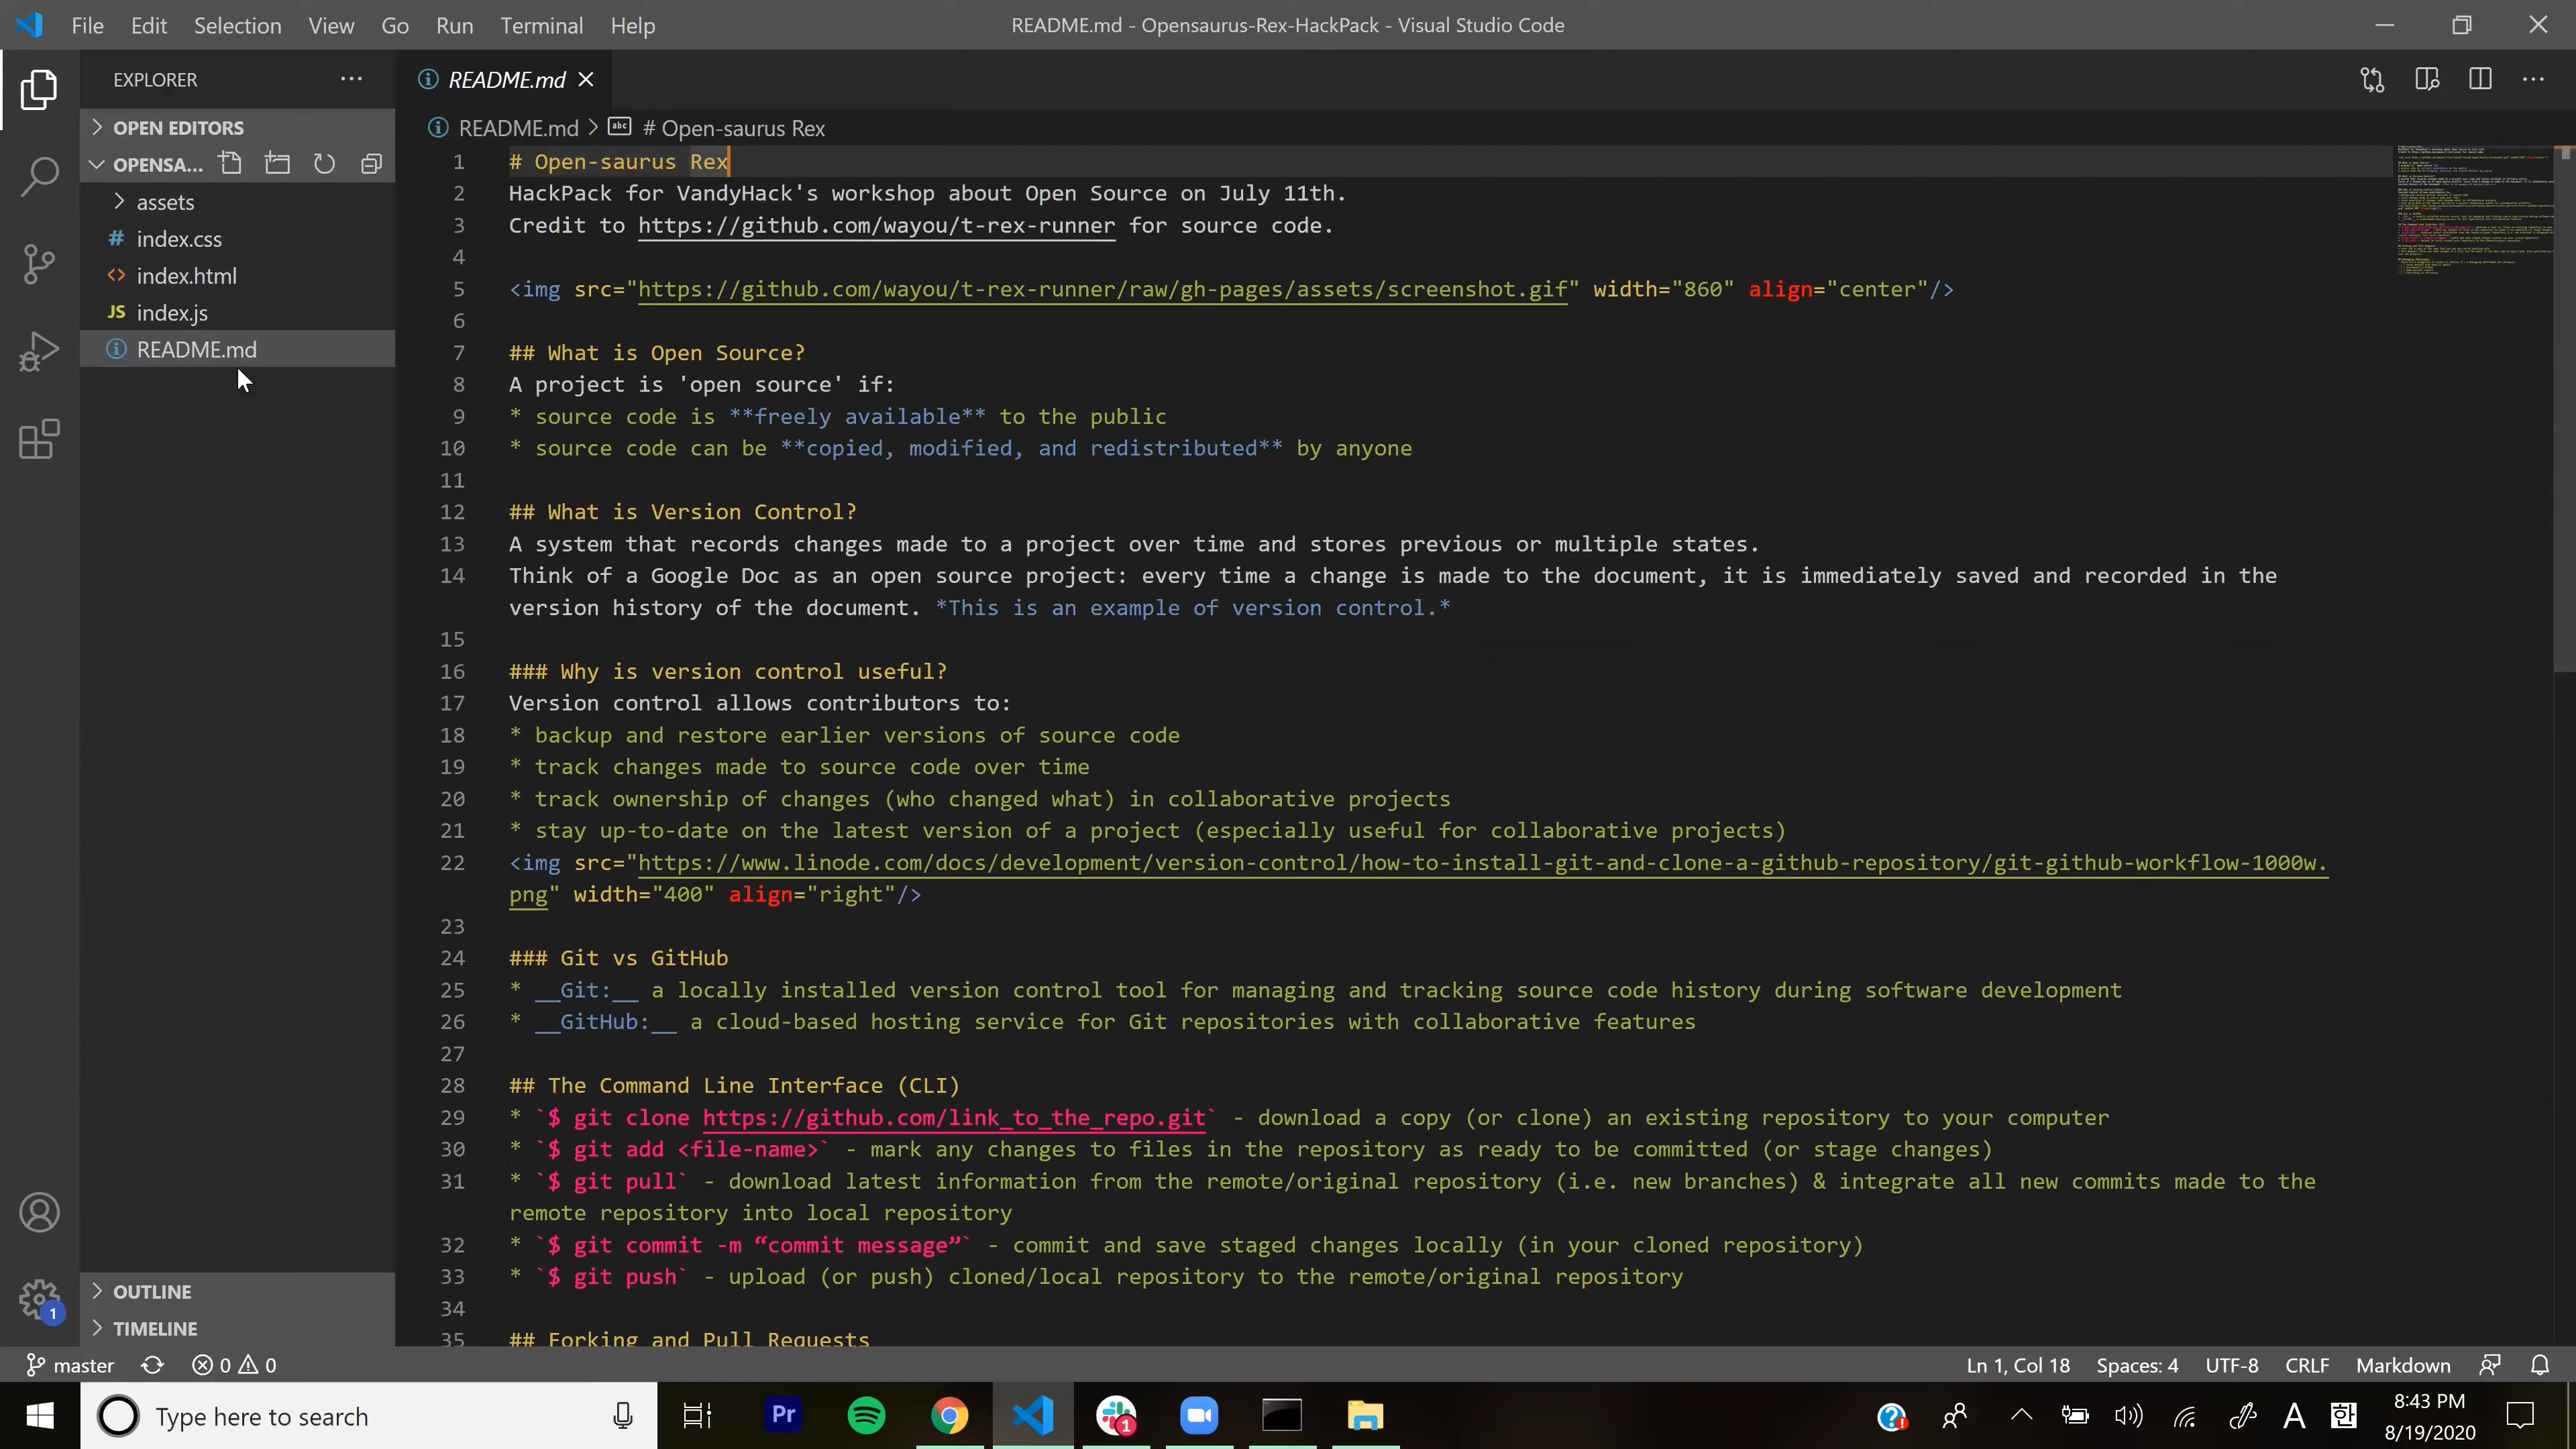 File Edit Selection View Go Run Terminal Help
README.md - Opensaurus-Rex-HackPack - Visual Studio Code
EXPLORER
OPEN EDITORS
OPENSA...
assets
# index.css
<> index.html
JS index.js
README.md
OUTLINE
TIMELINE
README.md
README.md > # Open-saurus Rex
1 # Open-saurus Rex
2 HackPack for VandyHack's workshop about Open Source on July 11th.
3 Credit to https://github.com/wayou/t-rex-runner for source code.
4
5 <img src="https://github.com/wayou/t-rex-runner/raw/gh-pages/assets/screenshot.gif" width="860" align="center"/>
6
7 ## What is Open Source?
8 A project is 'open source' if:
9 * source code is **freely available** to the public
10 * source code can be **copied, modified, and redistributed** by anyone
11
12 ## What is Version Control?
13 A system that records changes made to a project over time and stores previous or multiple states.
14 Think of a Google Doc as an open source project: every time a change is made to the document, it is immediately saved and recorded in the
version history of the document. *This is an example of version control.*
15
16 ### Why is version control useful?
17 Version control allows contributors to:
18 * backup and restore earlier versions of source code
19 * track changes made to source code over time
20 * track ownership of changes (who changed what) in collaborative projects
21 * stay up-to-date on the latest version of a project (especially useful for collaborative projects)
22 <img src="https://www.linode.com/docs/development/version-control/how-to-install-git-and-clone-a-github-repository/git-github-workflow-1000w.
png" width="400" align="right"/>
23
24 ### Git vs GitHub
25 * __Git:__ a locally installed version control tool for managing and tracking source code history during software development
26 * __GitHub:__ a cloud-based hosting service for Git repositories with collaborative features
27
28 ## The Command Line Interface (CLI)
29 * `$ git clone https://github.com/link_to_the_repo.git` - download a copy (or clone) an existing repository to your computer
30 * `$ git add <file-name>` - mark any changes to files in the repository as ready to be committed (or stage changes)
31 * `$ git pull` - download latest information from the remote/original repository (i.e. new branches) & integrate all new commits made to the
remote repository into local repository
32 * `$ git commit -m “commit message”` - commit and save staged changes locally (in your cloned repository)
33 * `$ git push` - upload (or push) cloned/local repository to the remote/original repository
34
35 ## Forking and Pull Requests
1
master 0 0
Ln 1, Col 18 Spaces: 4 UTF-8 CRLF Markdown
Type here to search
Pr
1
A 한
8:43 PM
8/19/2020